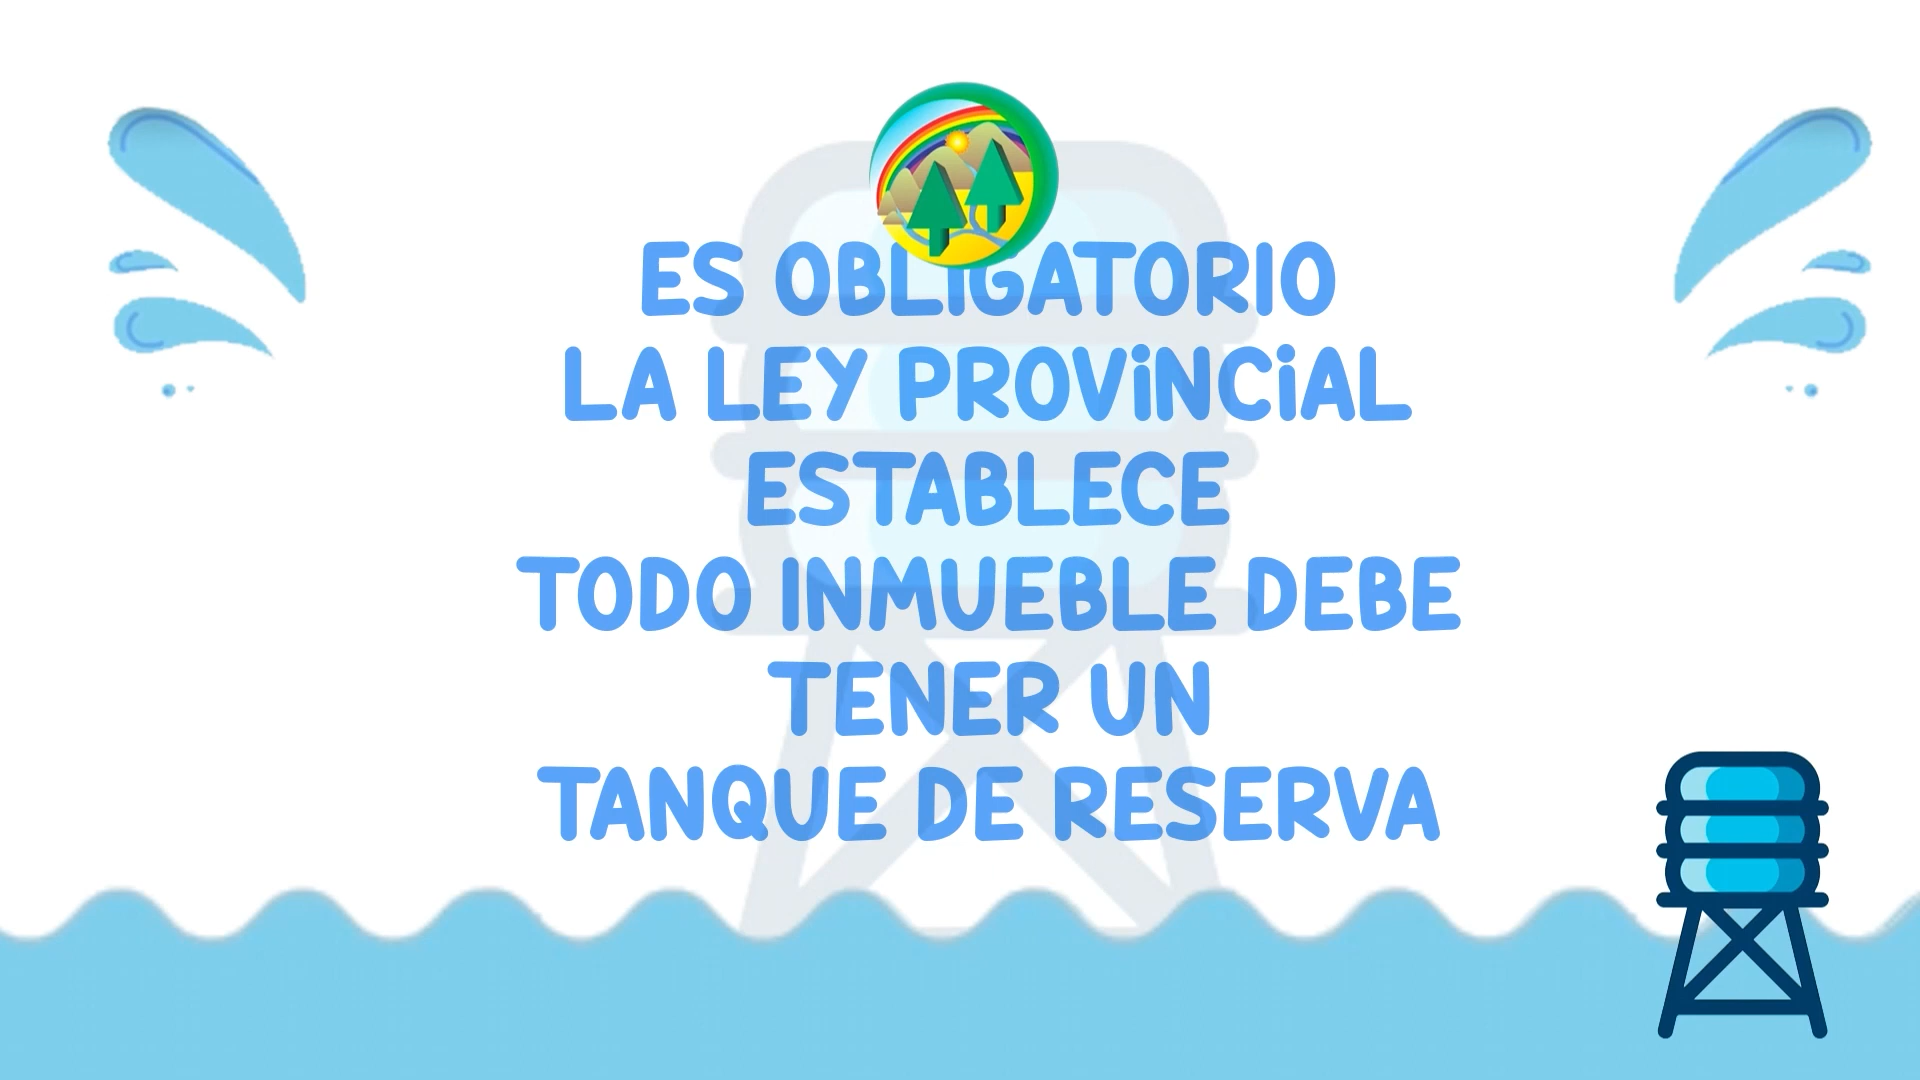 ES OBLIGATORIO
LA LEY PROVINCIAL
ESTABLECE
TODO INMUEBLE DEBE
TENER UN
TANQUE DE RESERVA